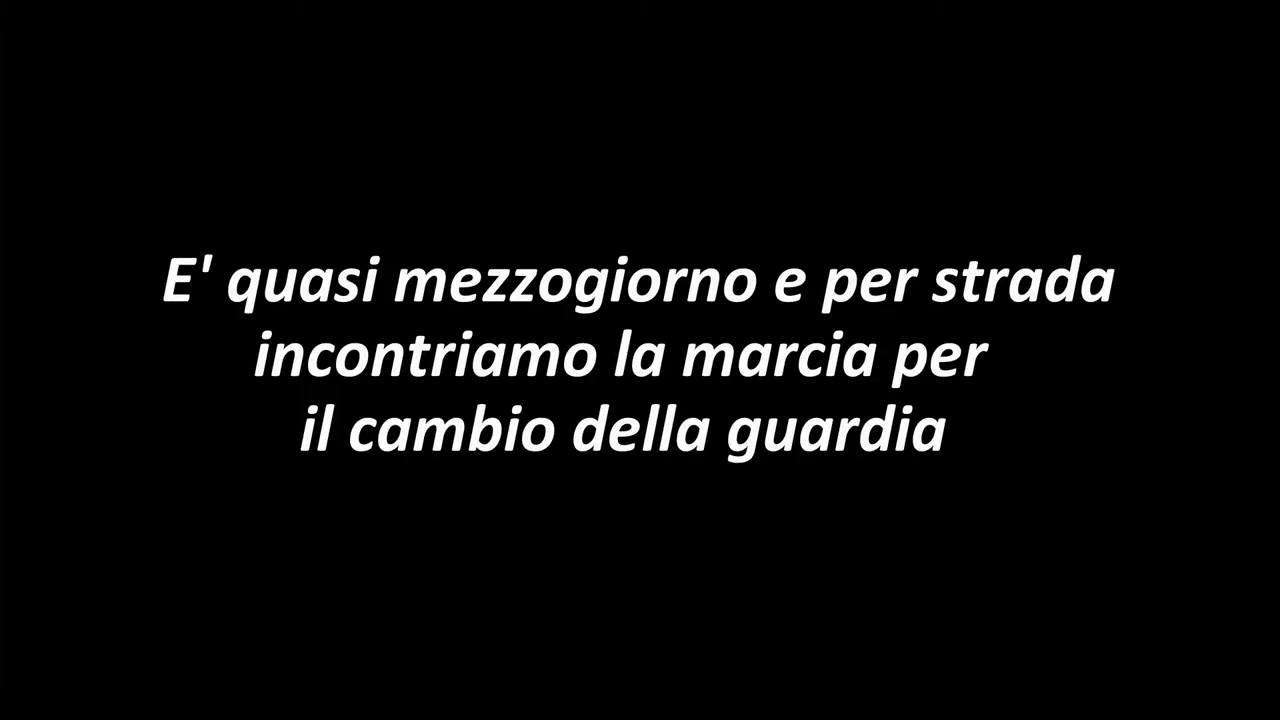 E' quasi mezzogiorno e per strada
incontriamo la marcia per
il cambio della guardia